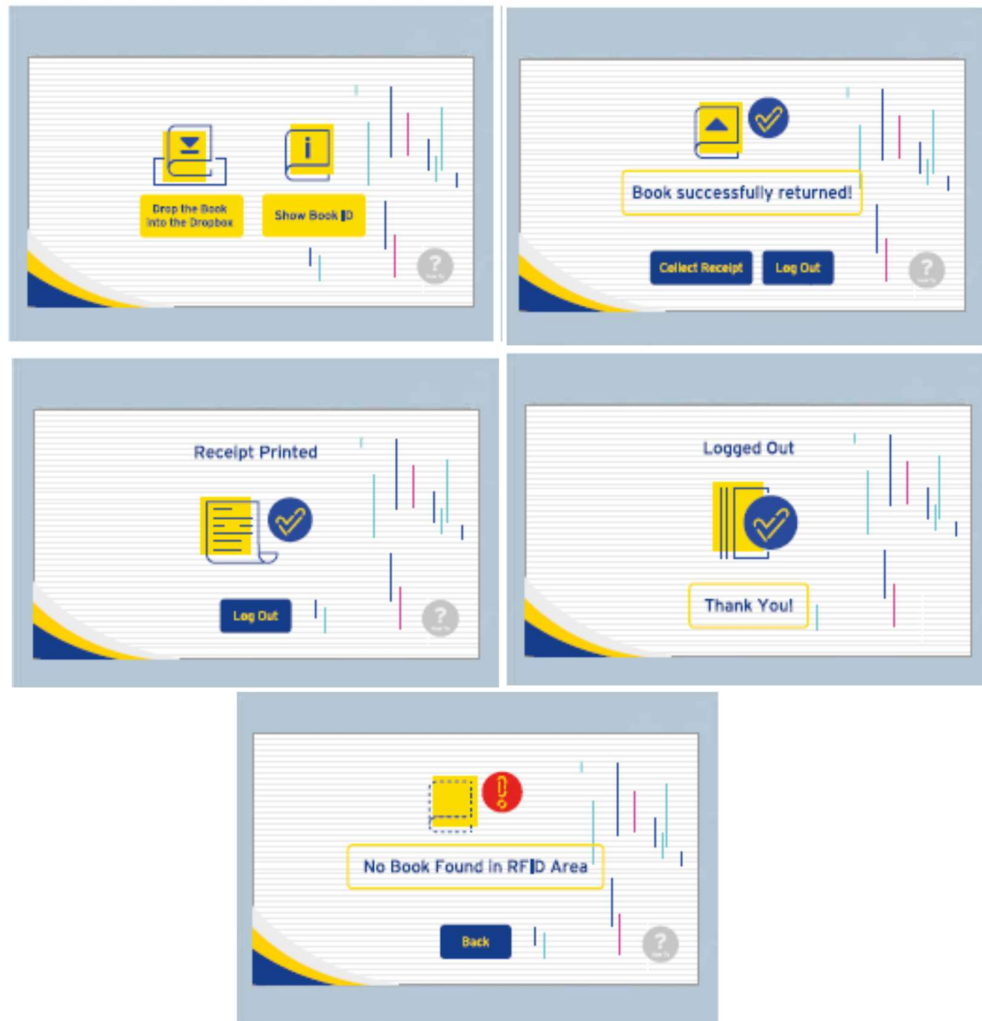 Drop the Book
into the Dropbox
Show Book ID
?
Book successfully returned!
Collect Receipt
Log Out
?
Receipt Printed
Log Out
?
Logged Out
Thank You!
No Book Found in RFID Area
Back
?